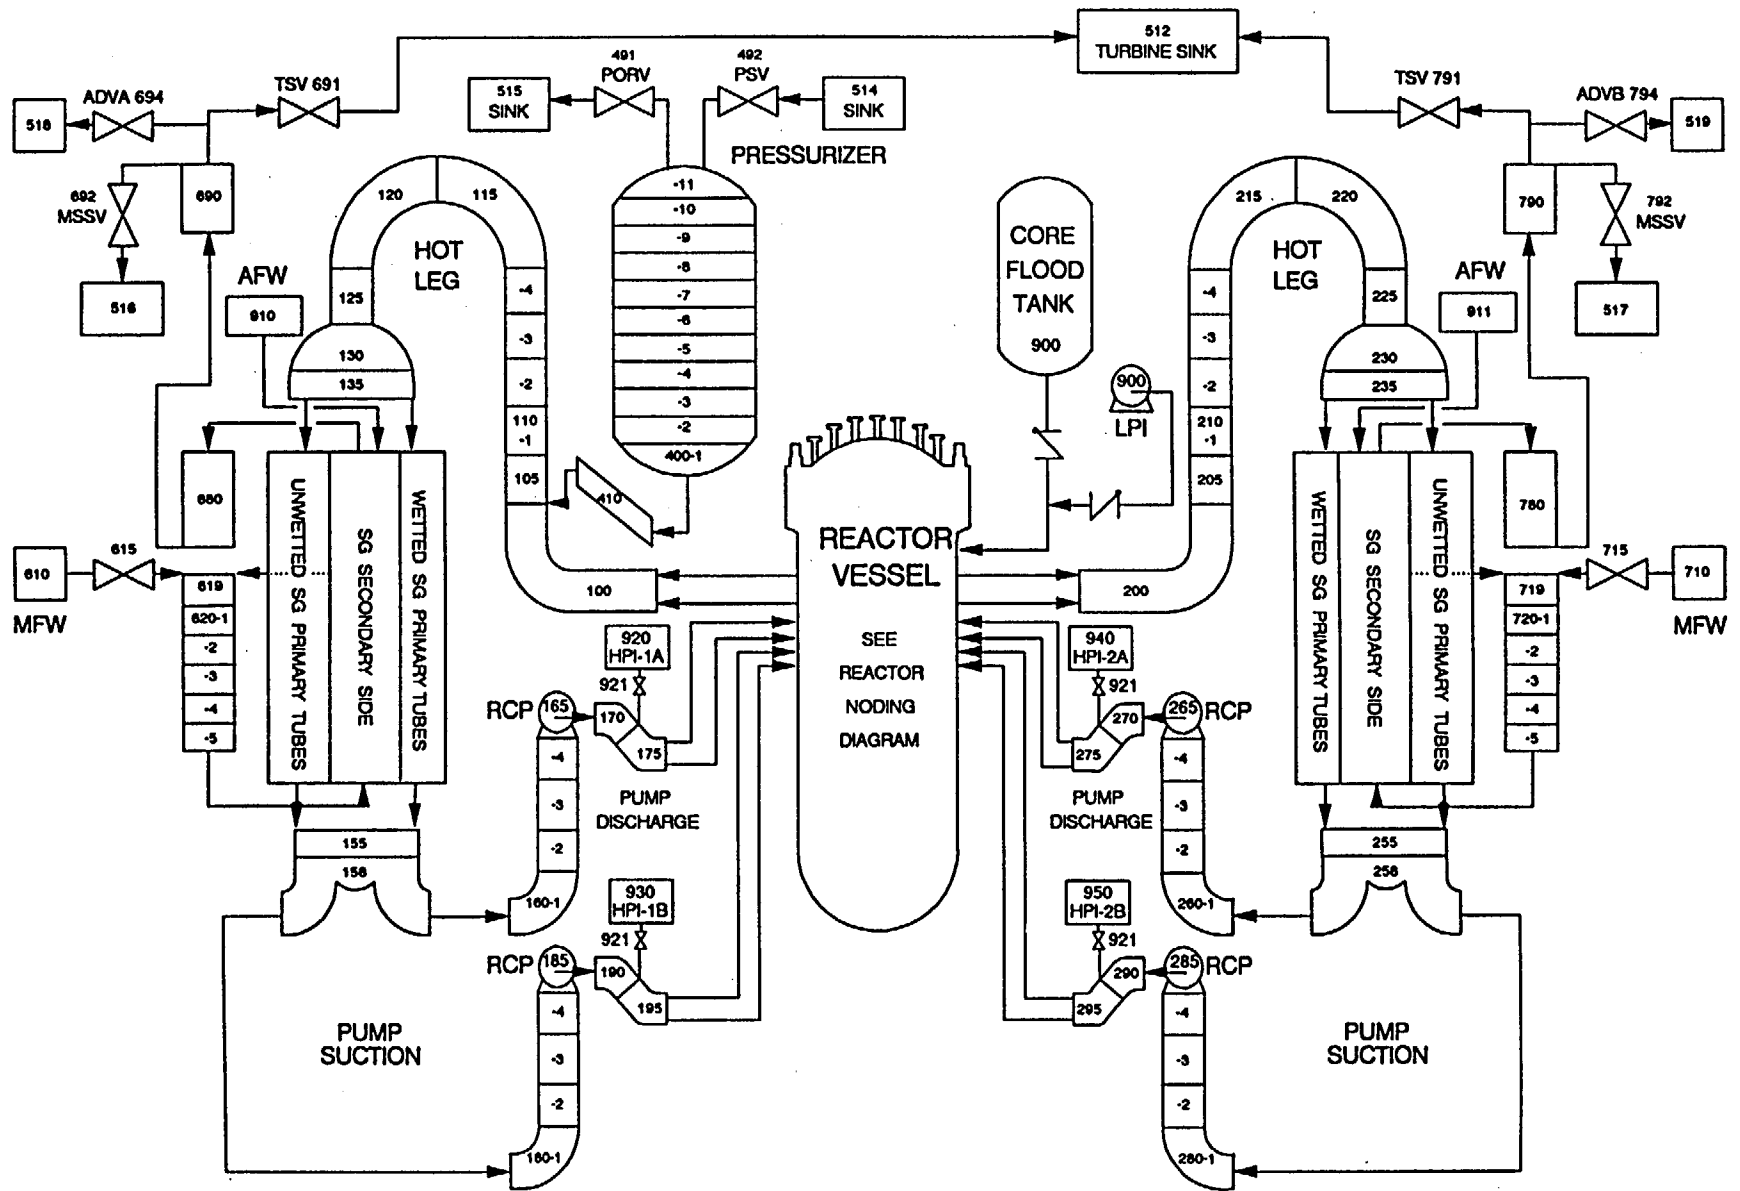 512
TURBINE SINK
491
PORV
492
PSV
TSV 691
TSV 791
ADVA 694
ADVB 794
515
SINK
514
SINK
518
519
PRESSURIZER
692
MSSV
690
120
115
HOT
LEG
-11
-10
-9
-8
-7
-6
-5
-4
-3
-2
400-1
CORE
FLOOD
TANK
900
215
220
HOT
LEG
790
792
MSSV
516
AFW
910
125
-4
-3
-2
110
-1
105
130
135
410
900
LPI
-4
-3
-2
210
-1
205
225
AFW
911
517
230
235
680
UNWETTED SG PRIMARY TUBES
SG SECONDARY SIDE
WETTED SG PRIMARY TUBES
WETTED SG PRIMARY TUBES
SG SECONDARY SIDE
UNWETTED SG PRIMARY TUBES
780
REACTOR
VESSEL
SEE
REACTOR
NODING
DIAGRAM
610
MFW
615
619
620-1
-2
-3
-4
-5
100
200
715
710
MFW
719
720-1
-2
-3
-4
-5
920
HPI-1A
921
RCP
165
170
175
-4
-3
-2
160-1
PUMP
DISCHARGE
940
HPI-2A
921
265
RCP
270
275
-4
-3
-2
260-1
PUMP
DISCHARGE
155
156
255
256
930
HPI-1B
921
RCP
185
190
195
-4
-3
-2
180-1
PUMP
SUCTION
950
HPI-2B
921
285
RCP
290
295
-4
-3
-2
280-1
PUMP
SUCTION